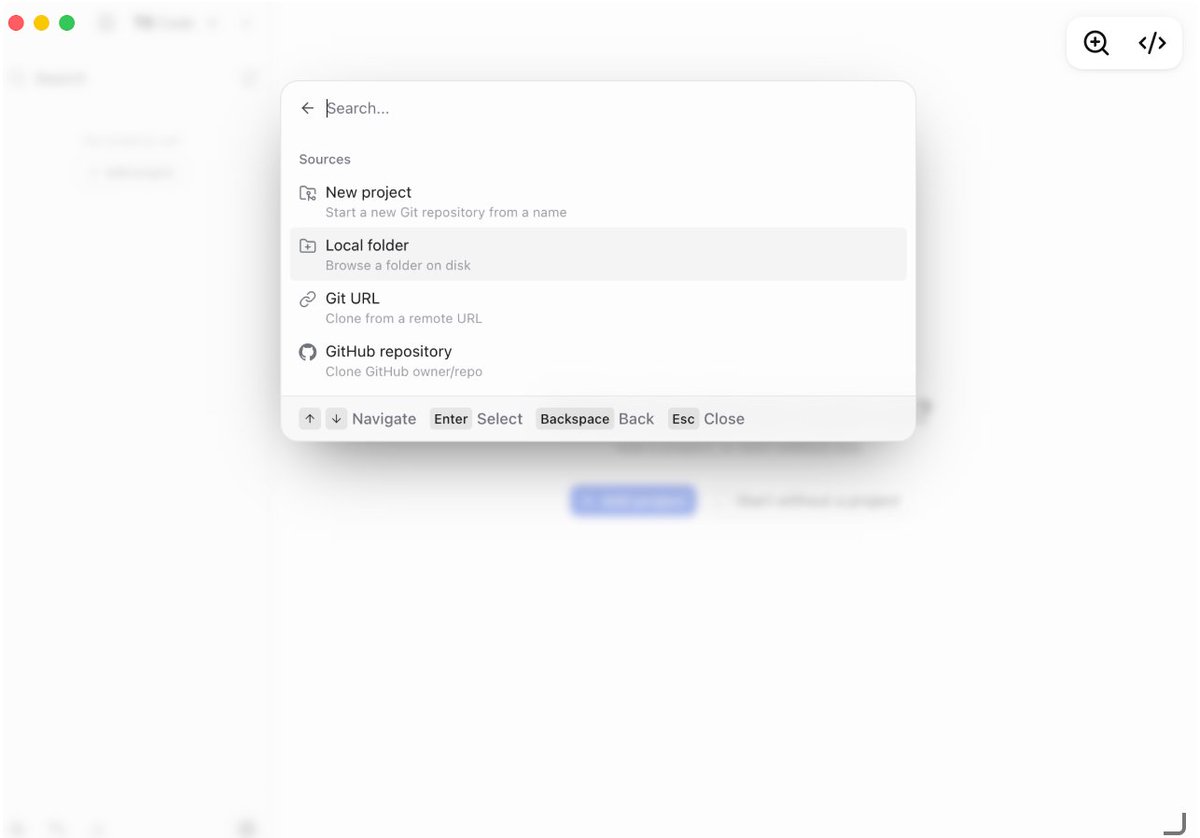 Search...
Sources
New project
Start a new Git repository from a name
Local folder
Browse a folder on disk
Git URL
Clone from a remote URL
GitHub repository
Clone GitHub owner/repo
↑ ↓ Navigate Enter Select Backspace Back Esc Close